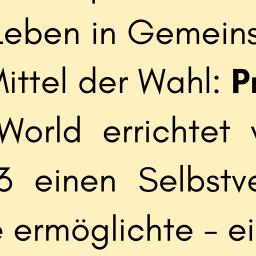 Leben in Gemeins
Mittel der Wahl: Pr
World errichtet v
3 einen Selbstve
e ermöglichte - ei